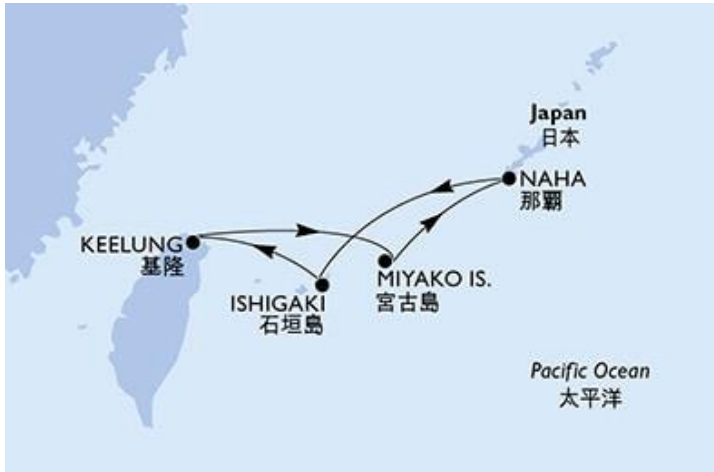 Japan
日本
NAHA
那覇
KEELUNG
基隆
MIYAKO IS.
宮古島
ISHIGAKI
石垣島
Pacific Ocean
太平洋